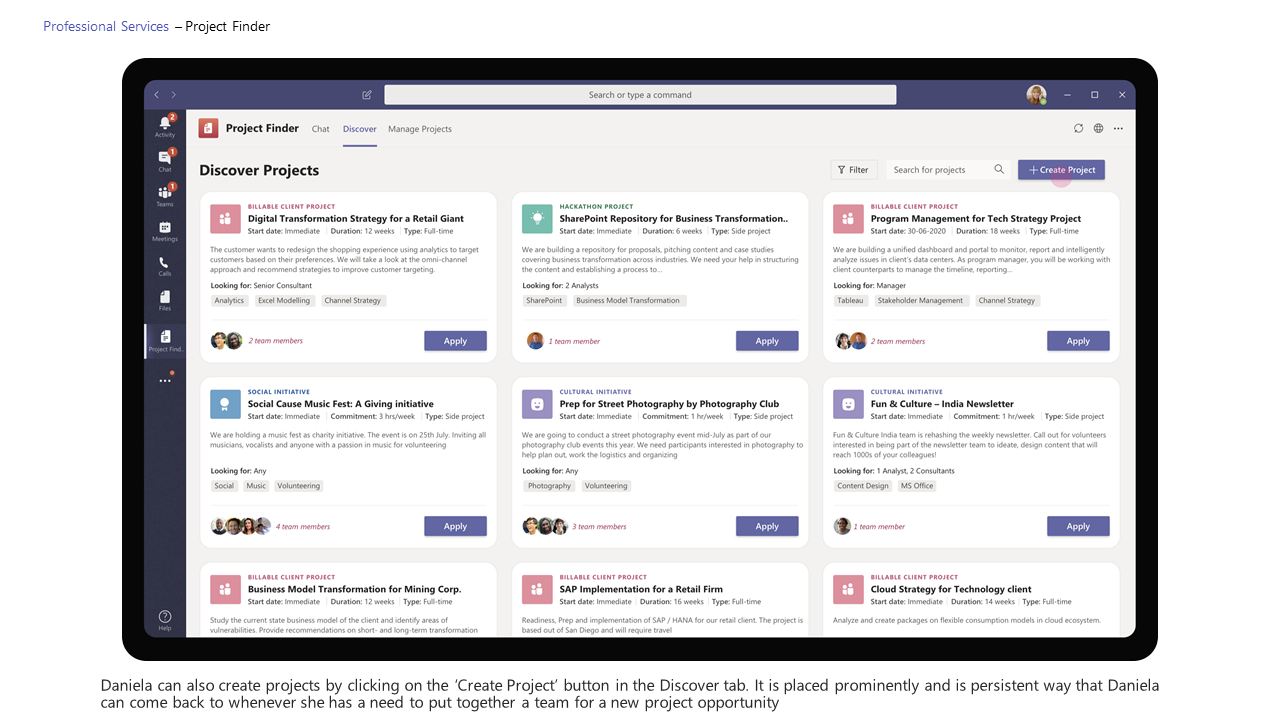 Professional Services – Project Finder
Search or type a command
2
Activity
1
Chat
1
Teams
Meetings
Calls
Files
Project Find..
Help
Project Finder Chat Discover Manage Projects
Discover Projects
Filter
Search for projects
+ Create Project
BILLABLE CLIENT PROJECT
Digital Transformation Strategy for a Retail Giant
Start date: Immediate Duration: 12 weeks Type: Full-time
The customer wants to redesign the shopping experience using analytics to target
customers based on their preferences. We will take a look at the omni-channel
approach and recommend strategies to improve customer targeting.
Looking for: Senior Consultant
Analytics Excel Modelling Channel Strategy
2 team members
Apply
HACKATHON PROJECT
SharePoint Repository for Business Transformation..
Start date: Immediate Duration: 6 weeks Type: Side project
We are building a repository for proposals, pitching content and case studies
covering business transformation across industries. We need your help in structuring
the content and establishing a process to...
Looking for: 2 Analysts
SharePoint Business Model Transformation
1 team member
Apply
BILLABLE CLIENT PROJECT
Program Management for Tech Strategy Project
Start date: 30-06-2020 Duration: 18 weeks Type: Full-time
We are building a unified dashboard and portal to monitor, report and intelligently
analyze issues in client's data centers. As program manager, you will be working with
client counterparts to manage the timeline, reporting...
Looking for: Manager
Tableau Stakeholder Management Channel Strategy
2 team members
Apply
SOCIAL INITIATIVE
Social Cause Music Fest: A Giving initiative
Start date: Immediate Commitment: 3 hrs/week Type: Side project
We are holding a music fest as charity initiative. The event is on 25th July. Inviting all
musicians, vocalists and anyone with a passion in music for volunteering
Looking for: Any
Social Music Volunteering
4 team members
Apply
CULTURAL INITIATIVE
Prep for Street Photography by Photography Club
Start date: Immediate Commitment: 1 hr/week Type: Side project
We are going to conduct a street photography event mid-July as part of our
photography club events this year. We need participants interested in photography to
help plan out, work the logistics and organizing
Looking for: Any
Photography Volunteering
3 team members
Apply
CULTURAL INITIATIVE
Fun & Culture – India Newsletter
Start date: Immediate Commitment: 1 hr/week Type: Side project
Fun & Culture India team is rehashing the weekly newsletter. Call out for volunteers
interested in being part of the newsletter team to ideate, design content that will
reach 1000s of your colleagues!
Looking for: 1 Analyst, 2 Consultants
Content Design MS Office
1 team member
Apply
BILLABLE CLIENT PROJECT
Business Model Transformation for Mining Corp.
Start date: Immediate Duration: 12 weeks Type: Full-time
Study the current state business model of the client and identify areas of
vulnerabilities. Provide recommendations on short- and long-term transformation
BILLABLE CLIENT PROJECT
SAP Implementation for a Retail Firm
Start date: Immediate Duration: 16 weeks Type: Full-time
Readiness, Prep and implementation of SAP / HANA for our retail client. The project is
based out of San Diego and will require travel
BILLABLE CLIENT PROJECT
Cloud Strategy for Technology client
Start date: Immediate Duration: 14 weeks Type: Full-time
Analyze and create packages on flexible consumption models in cloud ecosystem.
Daniela can also create projects by clicking on the ‘Create Project’ button in the Discover tab. It is placed prominently and is persistent way that Daniela
can come back to whenever she has a need to put together a team for a new project opportunity